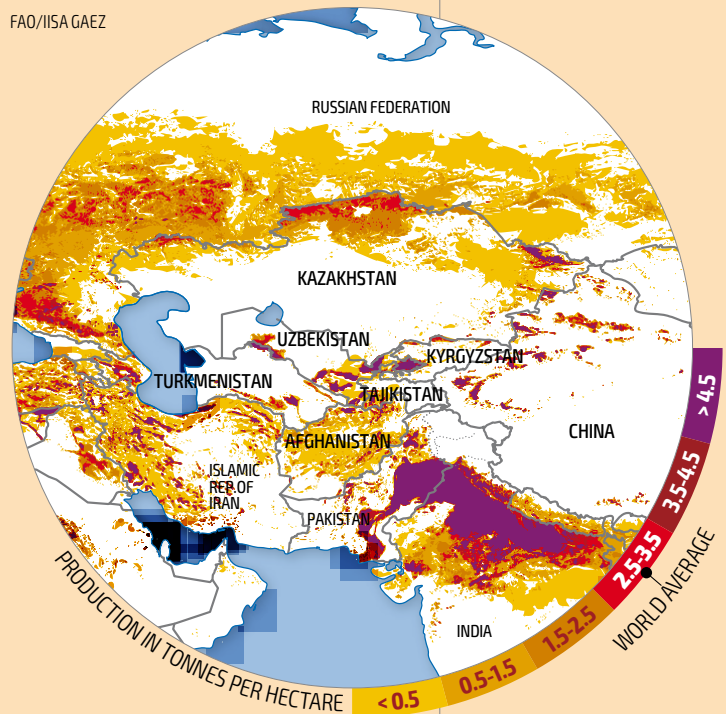 FAO/IISA GAEZ
RUSSIAN FEDERATION
KAZAKHSTAN
UZBEKISTAN
KYRGYZSTAN
TURKMENISTAN
TAJIKISTAN
AFGHANISTAN
CHINA
ISLAMIC
REP OF
IRAN
PAKISTAN
INDIA
PRODUCTION IN TONNES PER HECTARE
< 0.5
0.5-1.5
1.5-2.5
2.5-3.5
3.5-4.5
> 4.5
WORLD AVERAGE